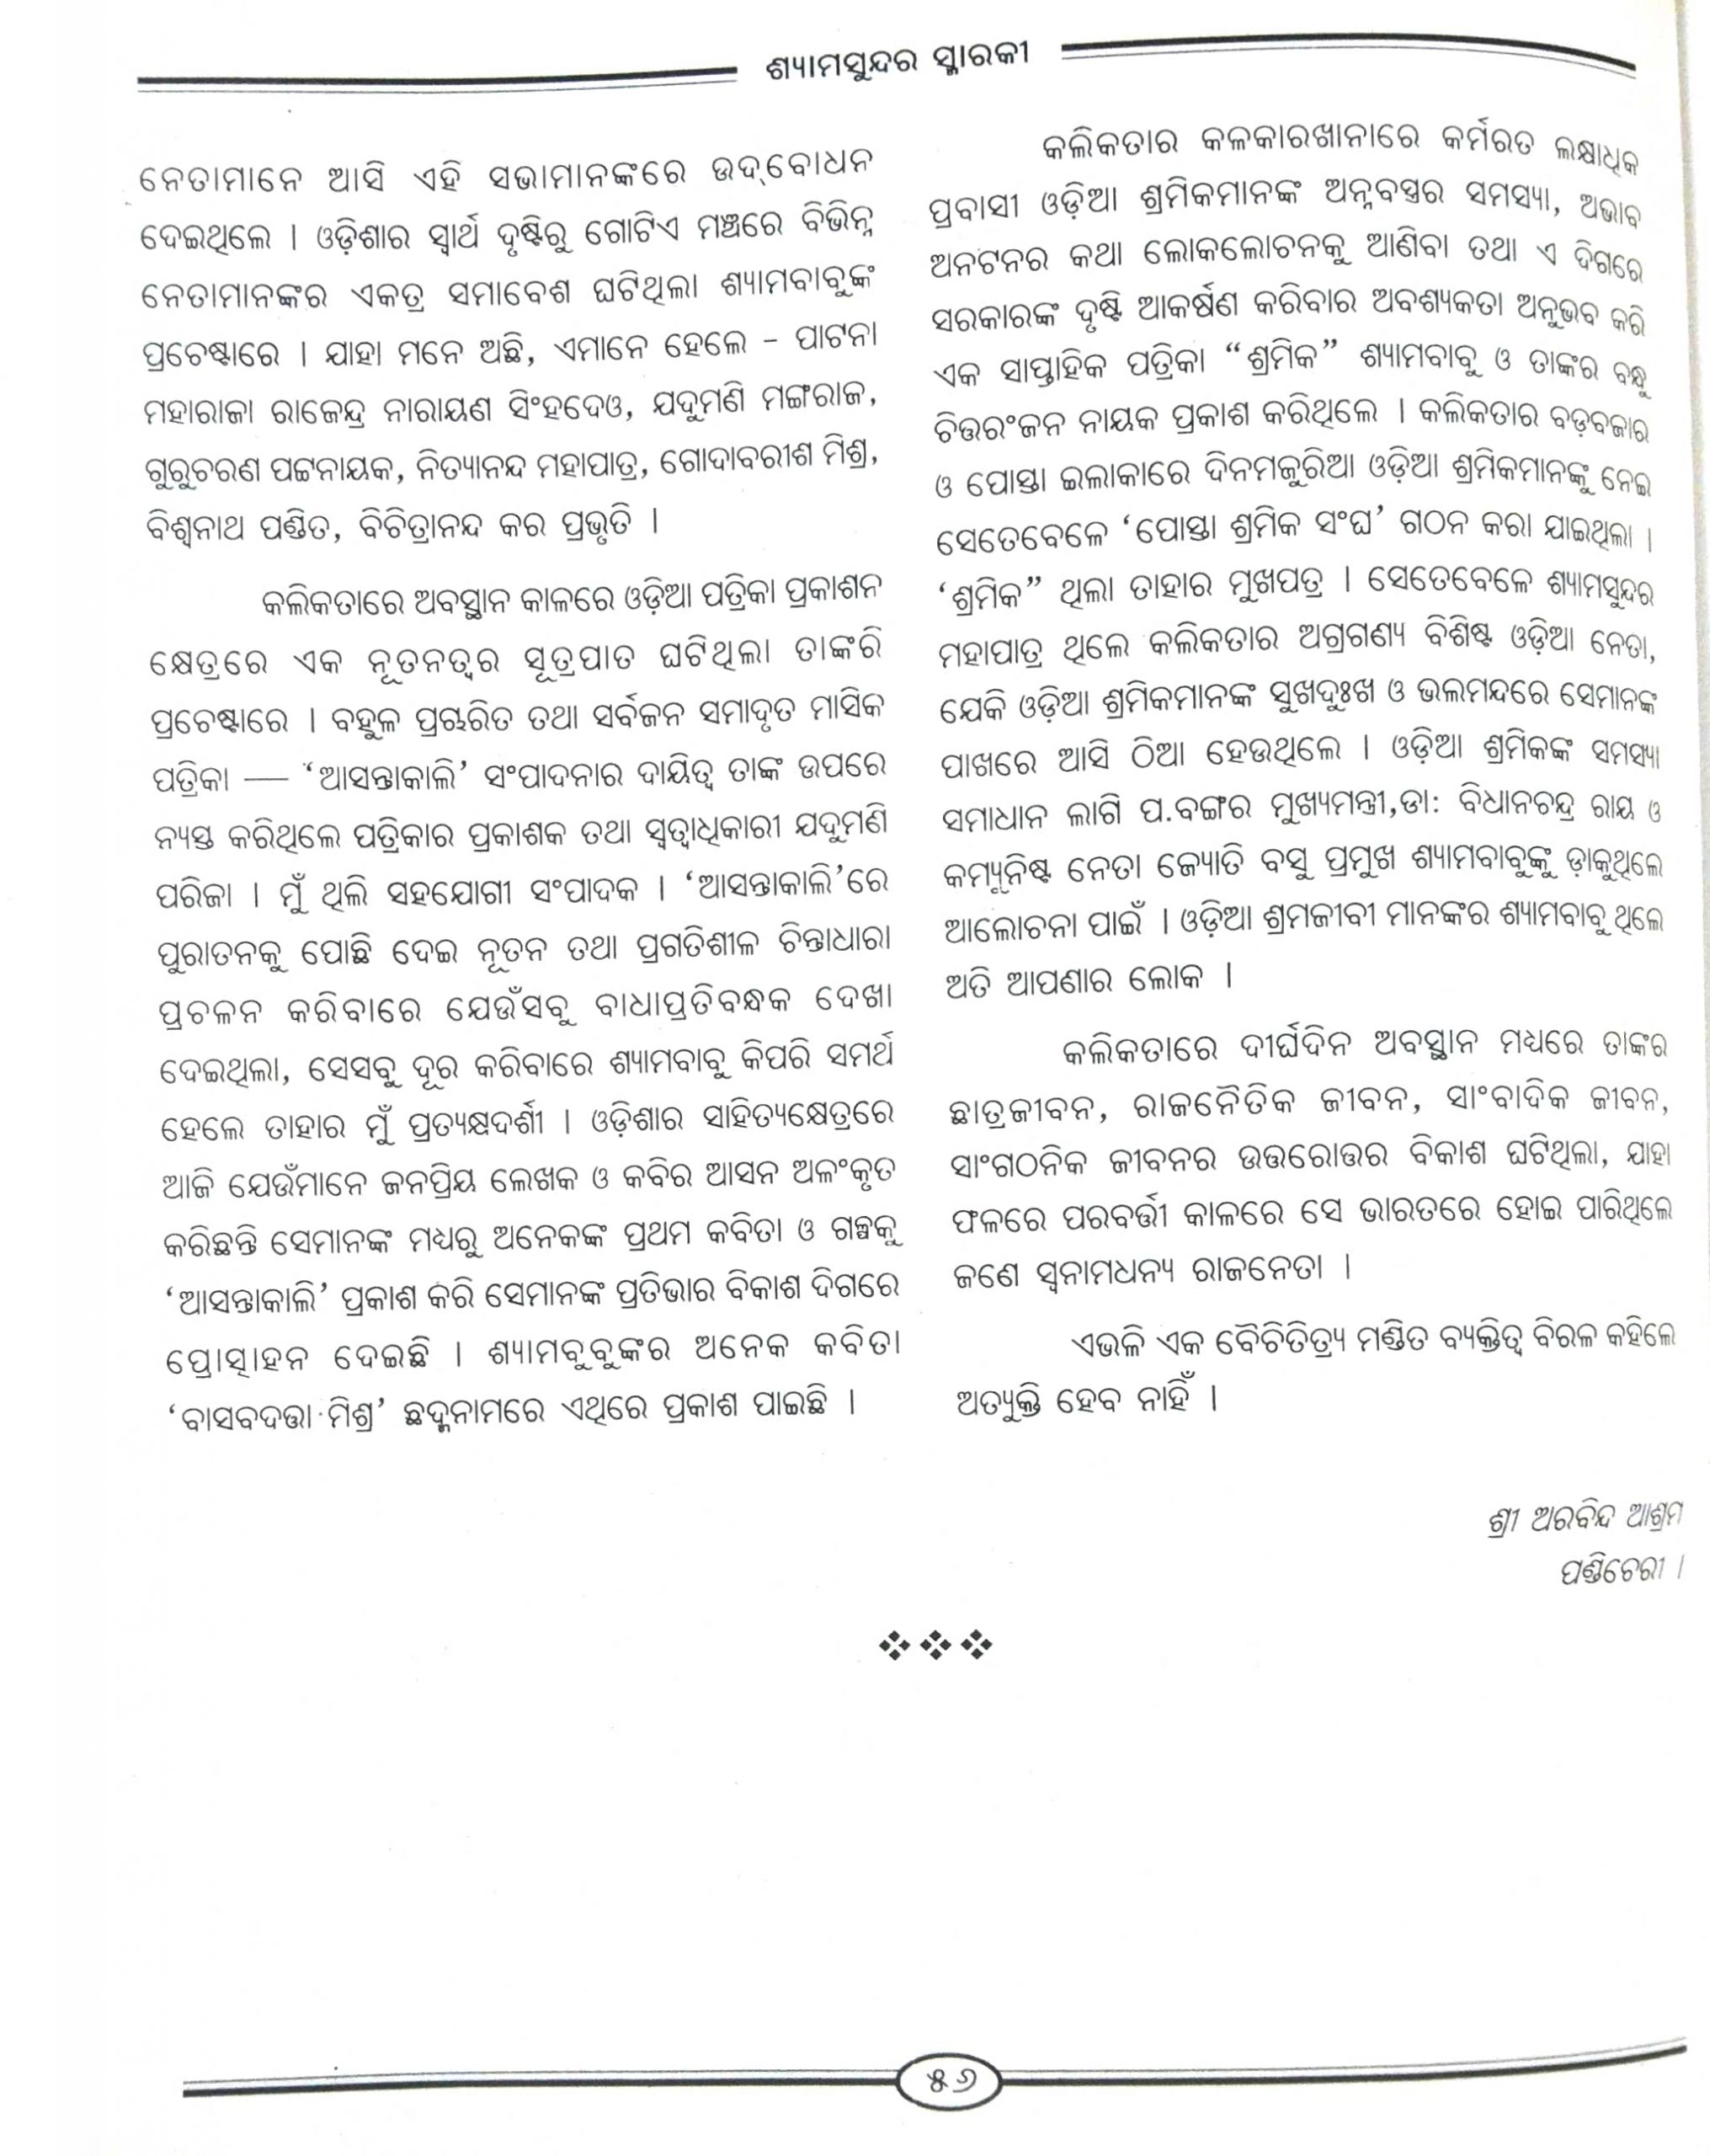 ଶ୍ୟାମସୁନ୍ଦର ସ୍ମାରକୀ
ନେତାମାନେ ଆସି ଏହି ସଭାମାନଙ୍କରେ ଉଦ୍‌ବୋଧନ
ଦେଇଥିଲେ । ଓଡ଼ିଶାର ସ୍ୱାର୍ଥ ଦୃଷ୍ଟିରୁ ଗୋଟିଏ ମଞ୍ଚରେ ବିଭିନ୍ନ
ନେତାମାନଙ୍କର ଏକତ୍ର ସମାବେଶ ଘଟିଥିଲା ଶ୍ୟାମବାବୁଙ୍କ
ପ୍ରଚେଷ୍ଟାରେ । ଯାହା ମନେ ଅଛି, ଏମାନେ ହେଲେ - ପାଟନା
ମହାରାଜା ରାଜେନ୍ଦ୍ର ନାରାୟଣ ସିଂହଦେଓ, ଯଦୁମଣି ମଙ୍ଗରାଜ,
ଗୁରୁଚରଣ ପଟ୍ଟନାୟକ, ନିତ୍ୟାନନ୍ଦ ମହାପାତ୍ର, ଗୋଦାବରୀଶ ମିଶ୍ର,
ବିଶ୍ୱନାଥ ପଣ୍ଡିତ, ବିଚିତ୍ରାନନ୍ଦ କର ପ୍ରଭୃତି ।
କଲିକତାରେ ଅବସ୍ଥାନ କାଳରେ ଓଡ଼ିଆ ପତ୍ରିକା ପ୍ରକାଶନ
କ୍ଷେତ୍ରରେ ଏକ ନୂତନତ୍ୱର ସୂତ୍ରପାତ ଘଟିଥିଲା ତାଙ୍କରି
ପ୍ରଚେଷ୍ଟାରେ । ବହୁଳ ପ୍ରଚ୍ଚରିତ ତଥା ସର୍ବଜନ ସମାଦୃତ ମାସିକ
ପତ୍ରିକା — ‘ଆସନ୍ତାକାଲି’ ସଂପାଦନାର ଦାୟିତ୍ୱ ତାଙ୍କ ଉପରେ
ନ୍ୟସ୍ତ କରିଥିଲେ ପତ୍ରିକାର ପ୍ରକାଶକ ତଥା ସ୍ୱତ୍ୱାଧିକାରୀ ଯଦୁମଣି
ପରିଜା । ମୁଁ ଥିଲି ସହଯୋଗୀ ସଂପାଦକ । ‘ଆସନ୍ତାକାଲି’ରେ
ପୁରାତନକୁ ପୋଛି ଦେଇ ନୂତନ ତଥା ପ୍ରଗତିଶୀଳ ଚିନ୍ତାଧାରା
ପ୍ରଚଳନ କରିବାରେ ଯେଉଁସବୁ ବାଧାପ୍ରତିବନ୍ଧକ ଦେଖା
ଦେଇଥିଲା, ସେସବୁ ଦୂର କରିବାରେ ଶ୍ୟାମବାବୁ କିପରି ସମର୍ଥ
ହେଲେ ତାହାର ମୁଁ ପ୍ରତ୍ୟକ୍ଷଦର୍ଶୀ । ଓଡ଼ିଶାର ସାହିତ୍ୟକ୍ଷେତ୍ରରେ
ଆଜି ଯେଉଁମାନେ ଜନପ୍ରିୟ ଲେଖକ ଓ କବିର ଆସନ ଅଳଂକୃତ
କରିଛନ୍ତି ସେମାନଙ୍କ ମଧ୍ୟରୁ ଅନେକଙ୍କ ପ୍ରଥମ କବିତା ଓ ଗଳ୍ପକୁ
‘ଆସନ୍ତାକାଲି’ ପ୍ରକାଶ କରି ସେମାନଙ୍କ ପ୍ରତିଭାର ବିକାଶ ଦିଗରେ
ପ୍ରୋତ୍ସାହନ ଦେଇଛି । ଶ୍ୟାମବୁବୁଙ୍କର ଅନେକ କବିତା
‘ବାସବଦତ୍ତା ମିଶ୍ର’ ଛଦ୍ମନାମରେ ଏଥିରେ ପ୍ରକାଶ ପାଇଛି ।
କଲିକତାର କଳକାରଖାନାରେ କର୍ମରତ ଲକ୍ଷାଧିକ
ପ୍ରବାସୀ ଓଡ଼ିଆ ଶ୍ରମିକମାନଙ୍କ ଅନ୍ନବସ୍ତ୍ରର ସମସ୍ୟା, ଅଭାବ
ଅନଟନର କଥା ଲୋକଲୋଚନକୁ ଆଣିବା ତଥା ଏ ଦିଗରେ
ସରକାରଙ୍କ ଦୃଷ୍ଟି ଆକର୍ଷଣ କରିବାର ଅବଶ୍ୟକତା ଅନୁଭବ କରି
ଏକ ସାପ୍ତାହିକ ପତ୍ରିକା “ଶ୍ରମିକ” ଶ୍ୟାମବାବୁ ଓ ତାଙ୍କର ବନ୍ଧୁ
ଚିତ୍ତରଂଜନ ନାୟକ ପ୍ରକାଶ କରିଥିଲେ । କଲିକତାର ବଡ଼ବଜାର
ଓ ପୋସ୍ତା ଇଲାକାରେ ଦିନମଜୁରିଆ ଓଡ଼ିଆ ଶ୍ରମିକମାନଙ୍କୁ ନେଇ
ସେତେବେଳେ ‘ପୋସ୍ତା ଶ୍ରମିକ ସଂଘ’ ଗଠନ କରା ଯାଇଥିଲା ।
‘ଶ୍ରମିକ” ଥିଲା ତାହାର ମୁଖପତ୍ର । ସେତେବେଳେ ଶ୍ୟାମସୁନ୍ଦର
ମହାପାତ୍ର ଥିଲେ କଲିକତାର ଅଗ୍ରଗଣ୍ୟ ବିଶିଷ୍ଟ ଓଡ଼ିଆ ନେତା,
ଯେକି ଓଡ଼ିଆ ଶ୍ରମିକମାନଙ୍କ ସୁଖଦୁଃଖ ଓ ଭଲମନ୍ଦରେ ସେମାନଙ୍କ
ପାଖରେ ଆସି ଠିଆ ହେଉଥିଲେ । ଓଡ଼ିଆ ଶ୍ରମିକଙ୍କ ସମସ୍ୟା
ସମାଧାନ ଲାଗି ପ.ବଙ୍ଗର ମୁଖ୍ୟମନ୍ତ୍ରୀ,ଡା: ବିଧାନଚନ୍ଦ୍ର ରାୟ ଓ
କମ୍ୟୁନିଷ୍ଟ ନେତା ଜ୍ୟୋତି ବସୁ ପ୍ରମୁଖ ଶ୍ୟାମବାବୁଙ୍କୁ ଡ଼ାକୁଥିଲେ
ଆଲୋଚନା ପାଇଁ । ଓଡ଼ିଆ ଶ୍ରମଜୀବୀ ମାନଙ୍କର ଶ୍ୟାମବାବୁ ଥିଲେ
ଅତି ଆପଣାର ଲୋକ ।
କଲିକତାରେ ଦୀର୍ଘଦିନ ଅବସ୍ଥାନ ମଧ୍ୟରେ ତାଙ୍କର
ଛାତ୍ରଜୀବନ, ରାଜନୈତିକ ଜୀବନ, ସାଂବାଦିକ ଜୀବନ,
ସାଂଗଠନିକ ଜୀବନର ଉତ୍ତରୋତ୍ତର ବିକାଶ ଘଟିଥିଲା, ଯାହା
ଫଳରେ ପରବର୍ତ୍ତୀ କାଳରେ ସେ ଭାରତରେ ହୋଇ ପାରିଥିଲେ
ଜଣେ ସ୍ୱନାମଧନ୍ୟ ରାଜନେତା ।
ଏଭଳି ଏକ ବୈଚିତିତ୍ର୍ୟ ମଣ୍ଡିତ ବ୍ୟକ୍ତିତ୍ୱ ବିରଳ କହିଲେ
ଅତ୍ୟୁକ୍ତି ହେବ ନାହିଁ ।
ଶ୍ରୀ ଅରବିନ୍ଦ ଆଶ୍ରମ
ପଣ୍ଡିଚେରୀ ।
୫୬